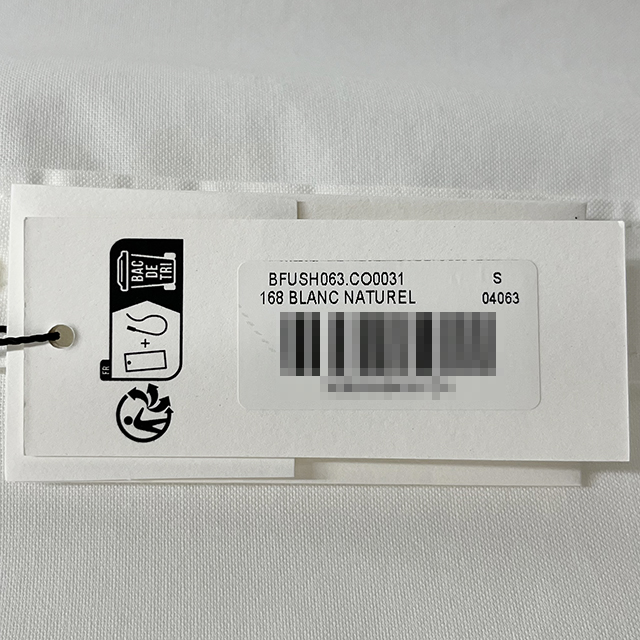 BAC
DE
TRI
+
FR
BFUSH063.CO0031 S
168 BLANC NATUREL 04063